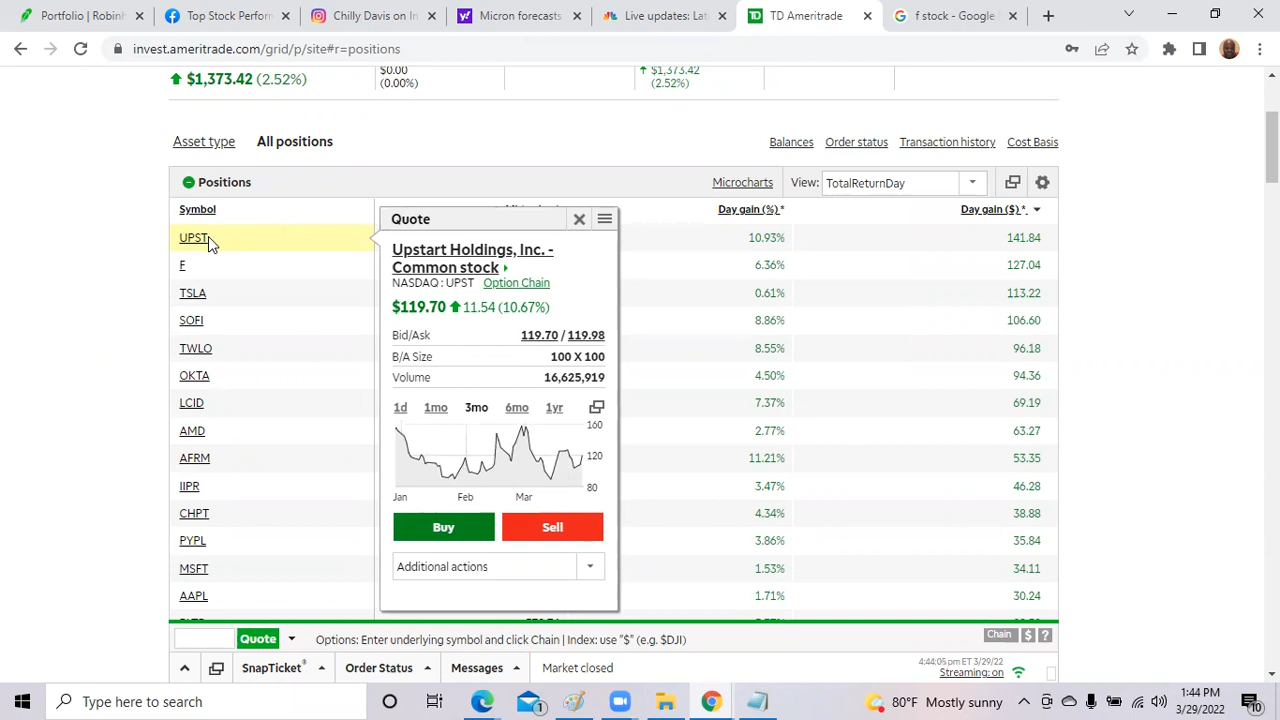 tfolio | Robinh
Top Stock Perform
Chilly Davis on In
Micron forecasts
Live updates: Lat
TD Ameritrade
f stock - Google
invest.ameritrade.com/grid/p/site#r=positions
$1,373.42 (2.52%)
$0.00
(0.00%)
$1,373.42
(2.52%)
Asset type All positions Balances Order status Transaction history Cost Basis
Positions Microcharts View: TotalReturnDay
Symbol Day gain (%)* Day gain ($)*
UPST 10.93% 141.84
F 6.36% 127.04
TSLA 0.61% 113.22
SOFI 8.86% 106.60
TWLO 8.55% 96.18
OKTA 4.50% 94.36
LCID 7.37% 69.19
AMD 2.77% 63.27
AFRM 11.21% 53.35
IIPR 3.47% 46.28
CHPT 4.34% 38.88
PYPL 3.86% 35.84
MSFT 1.53% 34.11
AAPL 1.71% 30.24
Quote
Upstart Holdings, Inc. -
Common stock
NASDAQ : UPST Option Chain
$119.70 11.54 (10.67%)
Bid/Ask 119.70 / 119.98
B/A Size 100 X 100
Volume 16,625,919
1d 1mo 3mo 6mo 1yr
160
120
80
Jan Feb Mar
Buy Sell
Additional actions
Quote Options: Enter underlying symbol and click Chain | Index: use "$" (e.g. $DJI) Chain $ ?
SnapTicket® Order Status Messages Market closed
4:44:05 pm ET 3/29/22
Streaming: on
Type here to search
1
80°F Mostly sunny
1:44 PM
3/29/2022
10